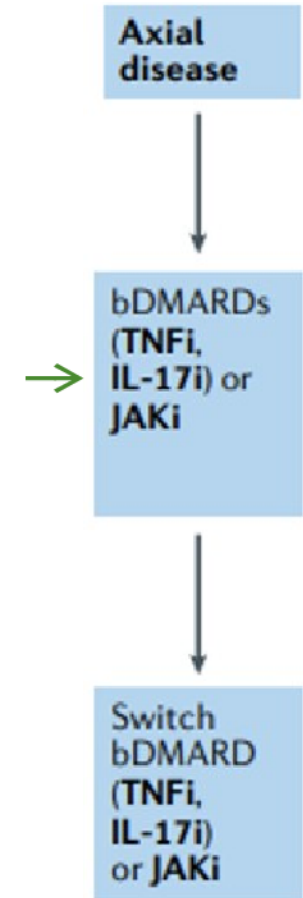 Axial
disease
bDMARDs
(TNFi,
IL-17i) or
JAKi
Switch
bDMARD
(TNFi,
IL-17i)
or JAKi